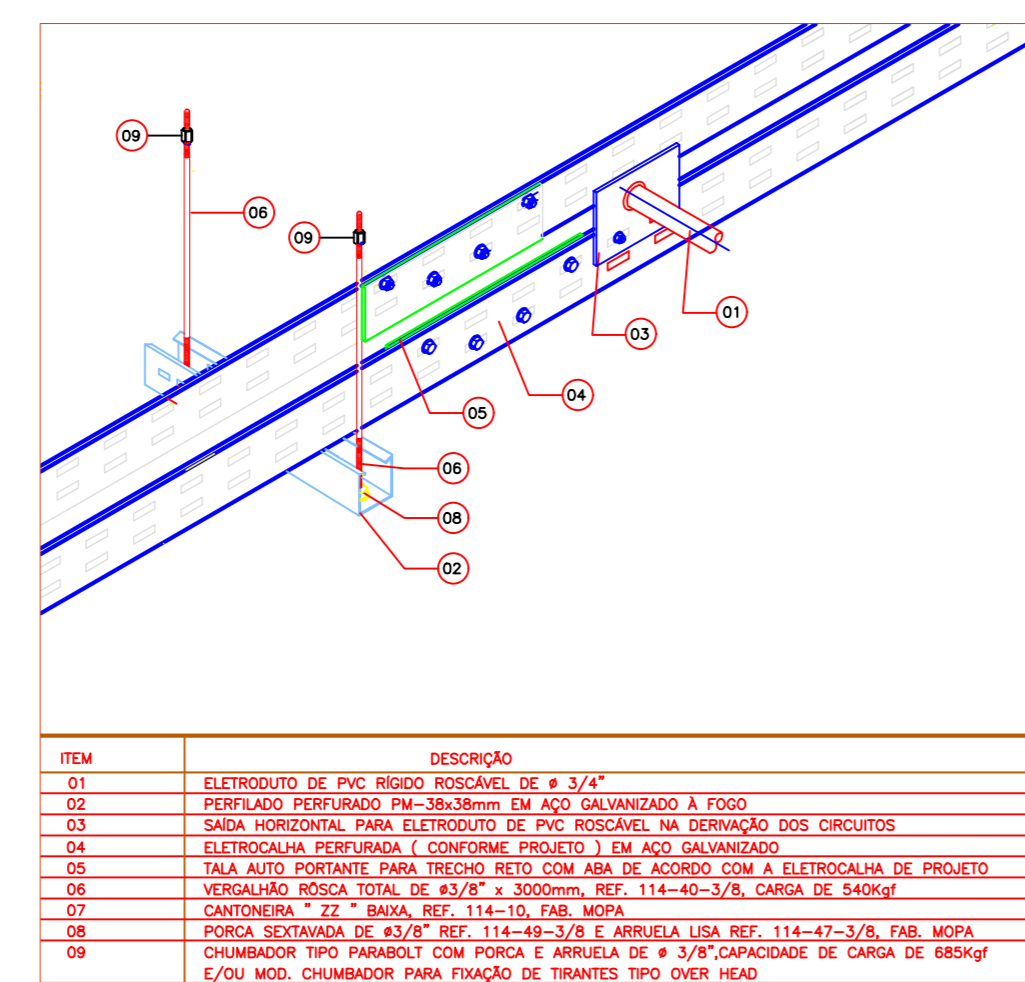 09
06
09
01
03
04
05
06
08
02
ITEM DESCRIÇÃO
01 ELETRODUTO DE PVC RÍGIDO ROSCÁVEL DE ø 3/4"
02 PERFILADO PERFURADO PM-38x38mm EM AÇO GALVANIZADO À FOGO
03 SAÍDA HORIZONTAL PARA ELETRODUTO DE PVC ROSCÁVEL NA DERIVAÇÃO DOS CIRCUITOS
04 ELETROCALHA PERFURADA ( CONFORME PROJETO ) EM AÇO GALVANIZADO
05 TALA AUTO PORTANTE PARA TRECHO RETO COM ABA DE ACORDO COM A ELETROCALHA DE PROJETO
06 VERGALHÃO RÔSCA TOTAL DE ø3/8" x 3000mm, REF. 114-40-3/8, CARGA DE 540Kgf
07 CANTONEIRA " ZZ " BAIXA, REF. 114-10, FAB. MOPA
08 PORCA SEXTAVADA DE ø3/8" REF. 114-49-3/8 E ARRUELA LISA REF. 114-47-3/8, FAB. MOPA
09 CHUMBADOR TIPO PARABOLT COM PORCA E ARRUELA DE ø 3/8",CAPACIDADE DE CARGA DE 685Kgf
E/OU MOD. CHUMBADOR PARA FIXAÇÃO DE TIRANTES TIPO OVER HEAD